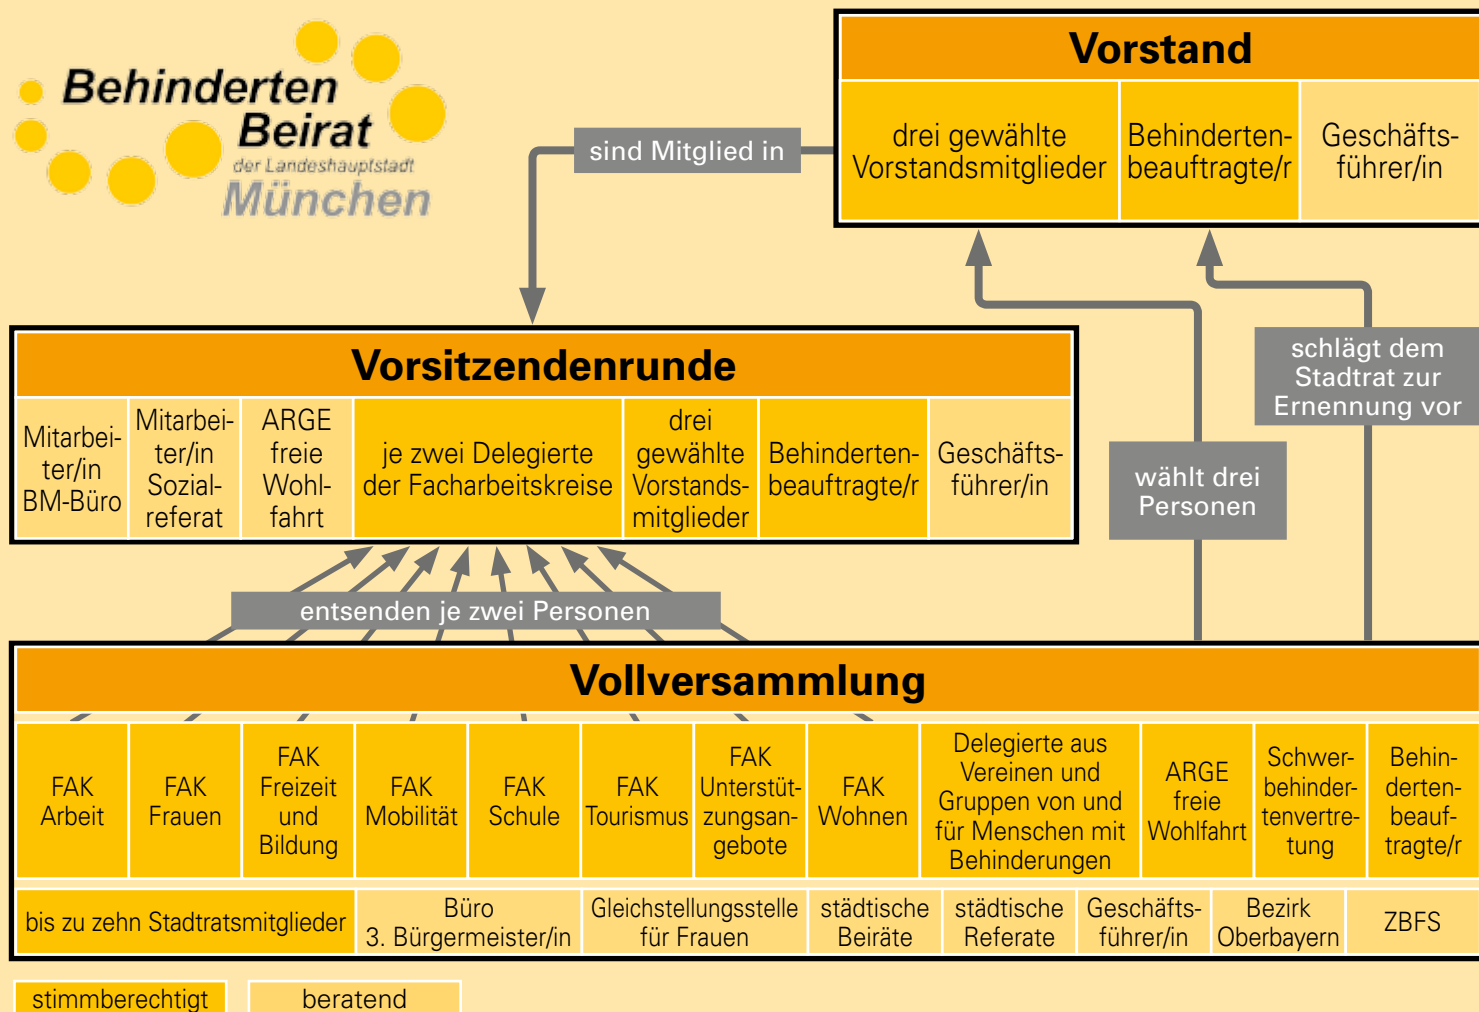 Behinderten
Beirat
der Landeshauptstadt
München
Vorstand
drei gewählte
Vorstandsmitglieder
Behinderten-
beauftragte/r
Geschäfts-
führer/in
sind Mitglied in
schlägt dem
Stadtrat zur
Ernennung vor
wählt drei
Personen
Vorsitzendenrunde
Mitarbei-
ter/in
BM-Büro
Mitarbei-
ter/in
Sozial-
referat
ARGE
freie
Wohl-
fahrt
je zwei Delegierte
der Facharbeitskreise
drei
gewählte
Vorstands-
mitglieder
Behinderten-
beauftragte/r
Geschäfts-
führer/in
entsenden je zwei Personen
Vollversammlung
FAK
Arbeit
FAK
Frauen
FAK
Freizeit
und
Bildung
FAK
Mobilität
FAK
Schule
FAK
Tourismus
FAK
Unterstüt-
zungsan-
gebote
FAK
Wohnen
Delegierte aus
Vereinen und
Gruppen von und
für Menschen mit
Behinderungen
ARGE
freie
Wohlfahrt
Schwer-
behinder-
tenvertre-
tung
Behin-
derten-
beauf-
tragte/r
bis zu zehn Stadtratsmitglieder
Büro
3. Bürgermeister/in
Gleichstellungsstelle
für Frauen
städtische
Beiräte
städtische
Referate
Geschäfts-
führer/in
Bezirk
Oberbayern
ZBFS
stimmberechtigt
beratend